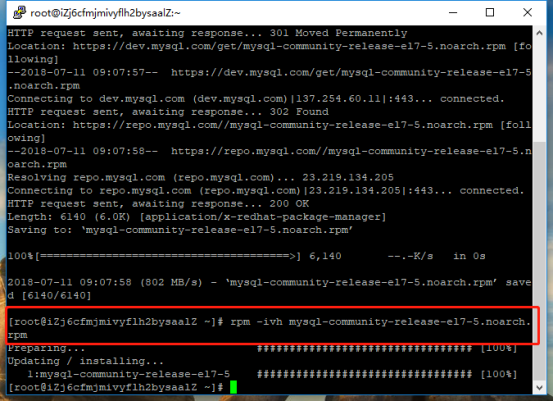 root@iZj6cfmjmivyflh2bysaalZ:~
HTTP request sent, awaiting response... 301 Moved Permanently
Location: https://dev.mysql.com/get/mysql-community-release-el7-5.noarch.rpm [fo
llowing]
--2018-07-11 09:07:57--  https://dev.mysql.com/get/mysql-community-release-el7-5
.noarch.rpm
Connecting to dev.mysql.com (dev.mysql.com)|137.254.60.11|:443... connected.
HTTP request sent, awaiting response... 302 Found
Location: https://repo.mysql.com//mysql-community-release-el7-5.noarch.rpm [foll
owing]
--2018-07-11 09:07:58--  https://repo.mysql.com//mysql-community-release-el7-5.n
oarch.rpm
Resolving repo.mysql.com (repo.mysql.com)... 23.219.134.205
Connecting to repo.mysql.com (repo.mysql.com)|23.219.134.205|:443... connected.
HTTP request sent, awaiting response... 200 OK
Length: 6140 (6.0K) [application/x-redhat-package-manager]
Saving to: ‘mysql-community-release-el7-5.noarch.rpm’
100%[======================================>] 6,140       --.-K/s   in 0s
2018-07-11 09:07:58 (802 MB/s) - ‘mysql-community-release-el7-5.noarch.rpm’ save
d [6140/6140]
[root@iZj6cfmjmivyflh2bysaalZ ~]# rpm -ivh mysql-community-release-el7-5.noarch.
rpm
Preparing...                          ################################# [100%]
Updating / installing...
   1:mysql-community-release-el7-5    ################################# [100%]
[root@iZj6cfmjmivyflh2bysaalZ ~]#